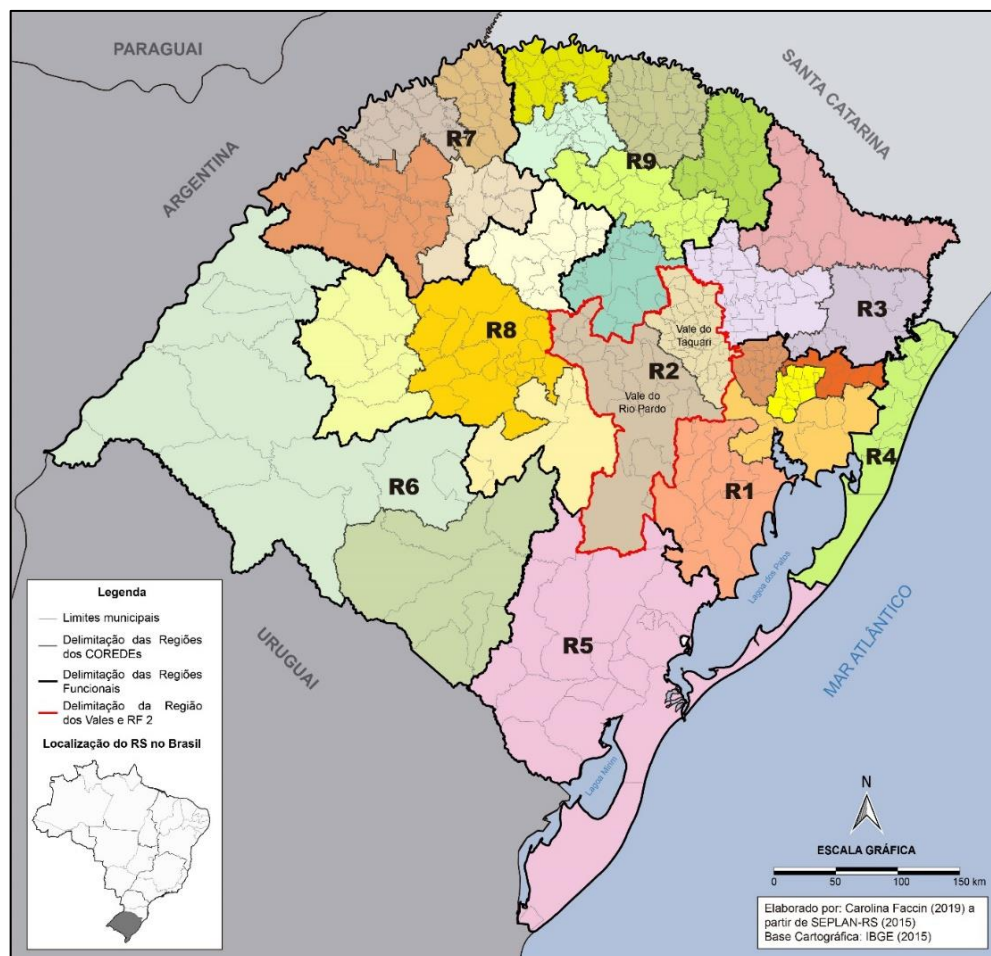 PARAGUAI
SANTA CATARINA
ARGENTINA
R7
R9
R3
R8
Vale do
Taquari
R2
Vale do
Rio Pardo
R4
R6
R1
Lagoa dos Patos
R5
URUGUAI
MAR ATLÂNTICO
Lagoa Mirim
Legenda
Limites municipais
Delimitação das Regiões
dos COREDEs
Delimitação das Regiões
Funcionais
Delimitação da Região
dos Vales e RF 2
Localização do RS no Brasil
N
ESCALA GRÁFICA
0 50 100 150 km
Elaborado por: Carolina Faccin (2019) a
partir de SEPLAN-RS (2015)
Base Cartográfica: IBGE (2015)